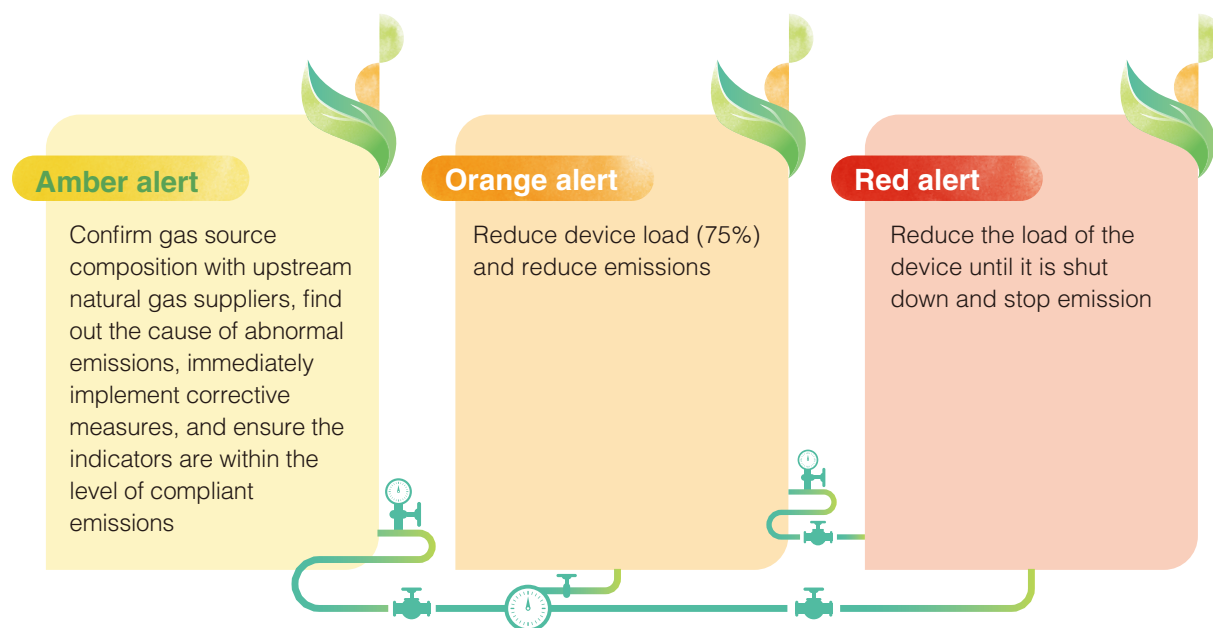 Amber alert
Confirm gas source
composition with upstream
natural gas suppliers, find
out the cause of abnormal
emissions, immediately
implement corrective
measures, and ensure the
indicators are within the
level of compliant
emissions
Orange alert
Reduce device load (75%)
and reduce emissions
Red alert
Reduce the load of the
device until it is shut
down and stop emission